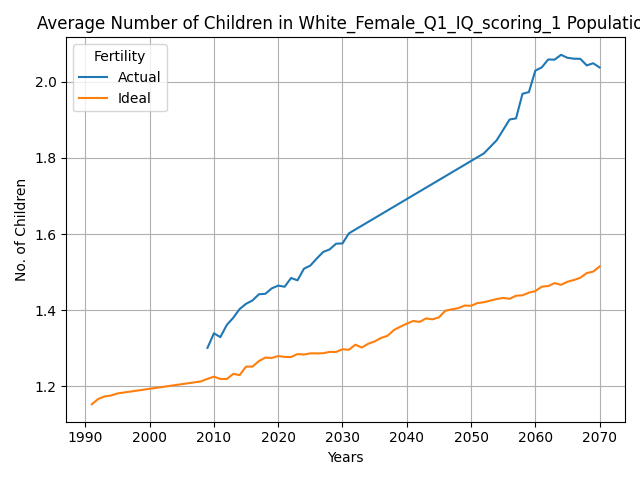 Average Number of Children in White_Female_Q1_IQ_scoring_1 Populatio
Fertility
Actual
Ideal
2.0
1.8
1.6
1.4
1.2
No. of Children
1990 2000 2010 2020 2030 2040 2050 2060 2070
Years